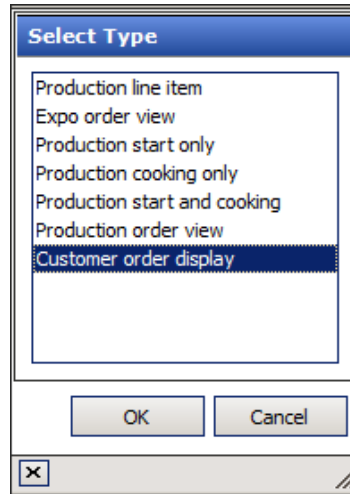 Select Type
Production line item
Expo order view
Production start only
Production cooking only
Production start and cooking
Production order view
Customer order display
OK
Cancel